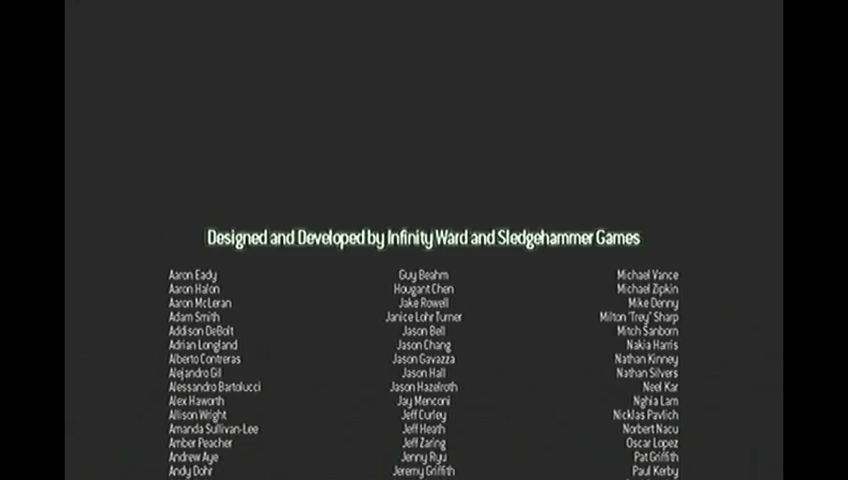 Designed and Developed by Infinity Ward and Sledgehammer Games
Aaron Eady Guy Beahm Michael Vance
Aaron Halon Hougant Chen Michael Zipkin
Aaron McLeran Jake Rowell Mike Denny
Adam Smith Janice Lohr Turner Milton "Trey" Sharp
Addison DeBolt Jason Bell Mitch Sanborn
Adrian Longland Jason Chang Nakia Harris
Alberto Contreras Jason Gavazza Nathan Kinney
Alejandro Gil Jason Hall Nathan Silvers
Alessandro Bartolucci Jason Hazelroth Neel Kar
Alex Haworth Jay Menconi Nghia Lam
Allison Wright Jeff Curley Nicklas Pavlich
Amanda Sullivan-Lee Jeff Heath Norbert Nacu
Amber Peacher Jeff Zaring Oscar Lopez
Andrew Aye Jenny Ryu Pat Griffith
Andy Dohr Jeremy Griffith Paul Kerby